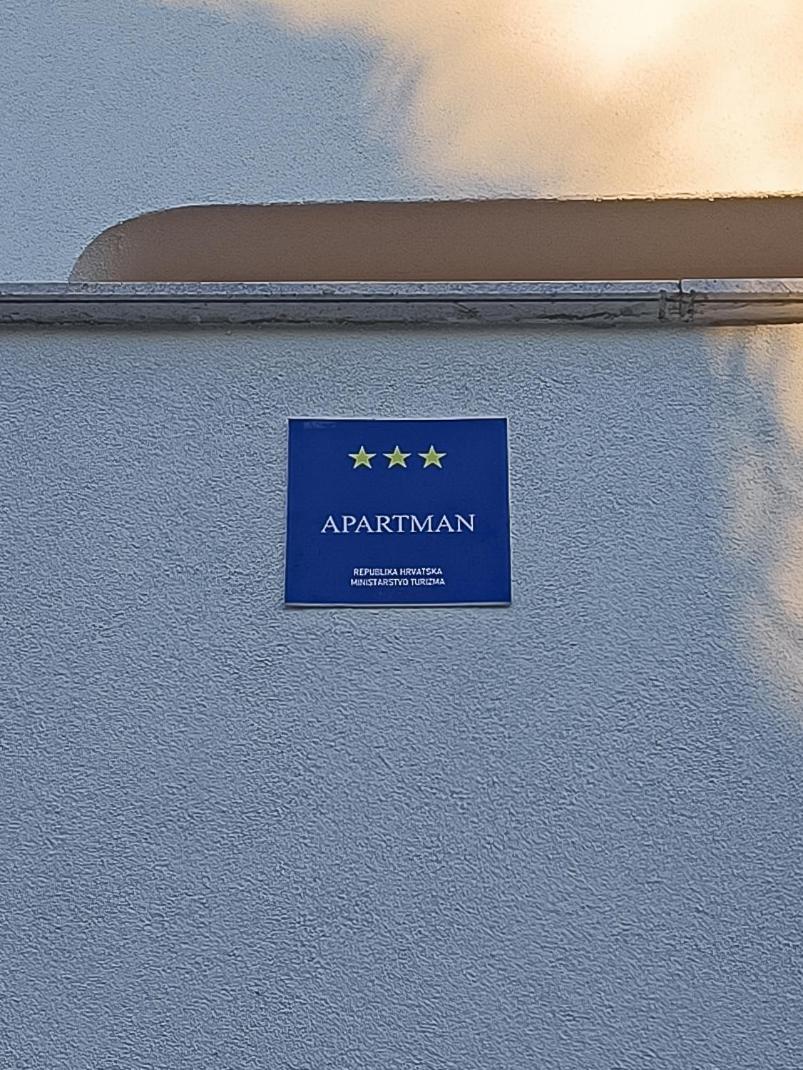 APARTMAN
REPUBLIKA HRVATSKA
MINISTARSTVO TURIZMA